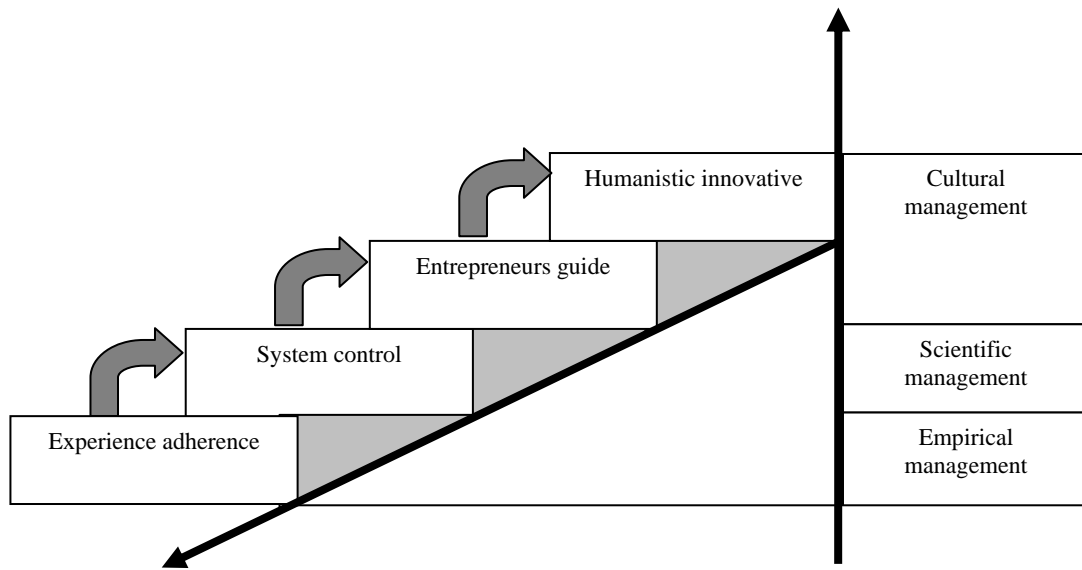 Humanistic innovative
Cultural
management
Entrepreneurs guide
System control
Scientific
management
Experience adherence
Empirical
management